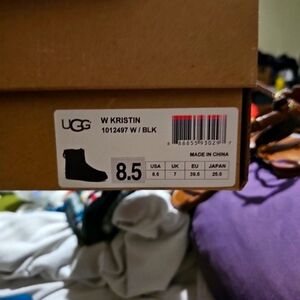 UGG
W KRISTIN
1012497 W / BLK
MADE IN CHINA
8.5
USA UK EU JAPAN
8.5 7 39.5 25.5